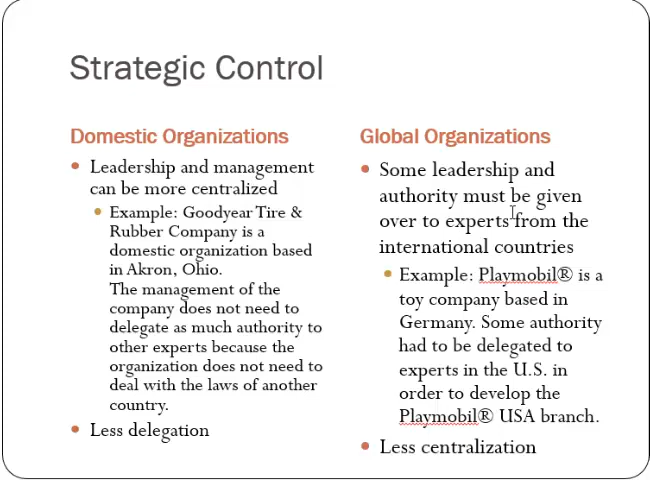 Strategic Control
Domestic Organizations
• Leadership and management
can be more centralized
• Example: Goodyear Tire &
Rubber Company is a
domestic organization based
in Akron, Ohio.
The management of the
company does not need to
delegate as much authority to
other experts because the
organization does not need to
deal with the laws of another
country.
• Less delegation
Global Organizations
• Some leadership and
authority must be given
over to experts from the
international countries
• Example: Playmobil® is a
toy company based in
Germany. Some authority
had to be delegated to
experts in the U.S. in
order to develop the
Playmobil® USA branch.
• Less centralization